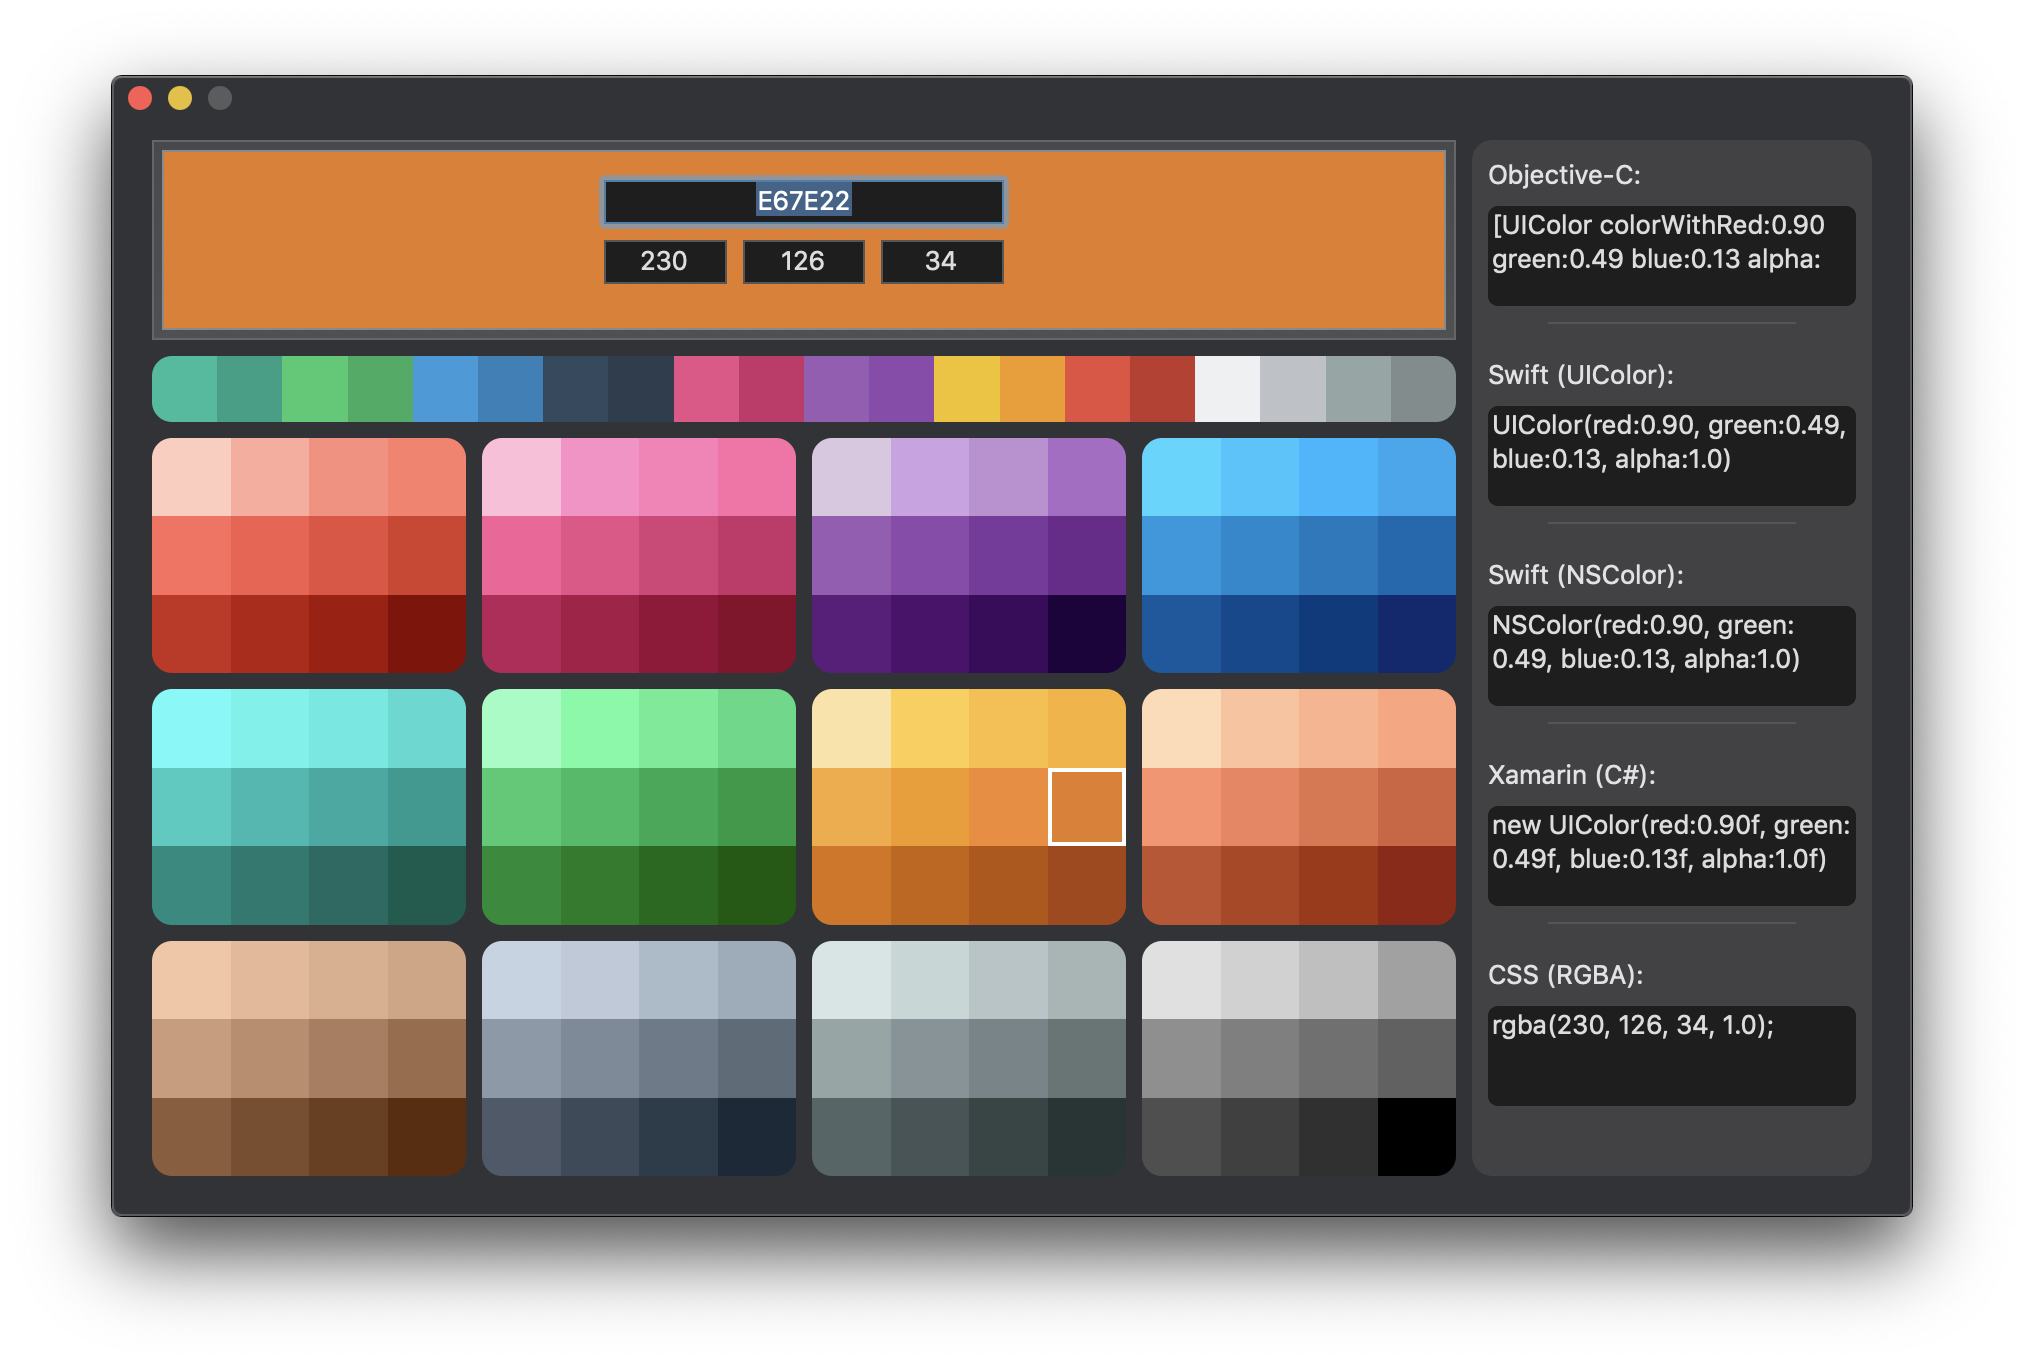 E67E22
230 126 34
Objective-C:
[UIColor colorWithRed:0.90
green:0.49 blue:0.13 alpha:
Swift (UIColor):
UIColor(red:0.90, green:0.49,
blue:0.13, alpha:1.0)
Swift (NSColor):
NSColor(red:0.90, green:
0.49, blue:0.13, alpha:1.0)
Xamarin (C#):
new UIColor(red:0.90f, green:
0.49f, blue:0.13f, alpha:1.0f)
CSS (RGBA):
rgba(230, 126, 34, 1.0);